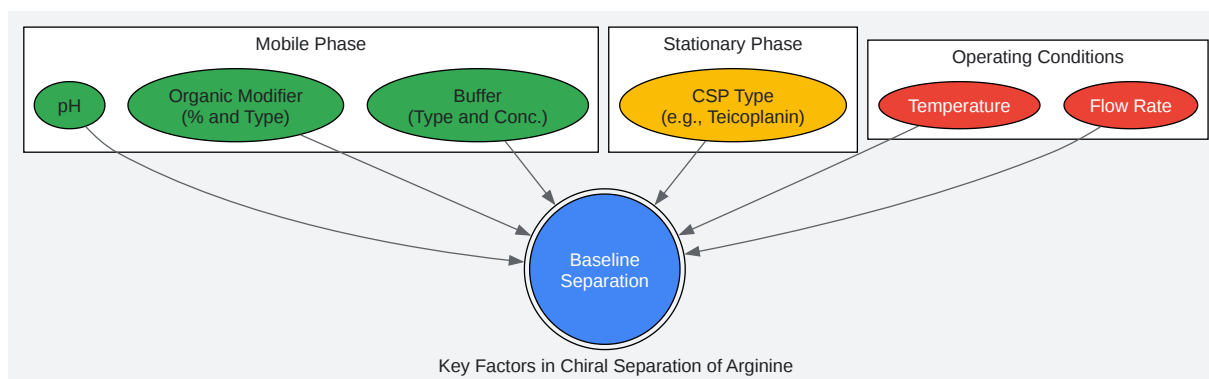 Mobile Phase
Stationary Phase
Operating Conditions
pH
Organic Modifier
(% and Type)
Buffer
(Type and Conc.)
CSP Type
(e.g., Teicoplanin)
Temperature
Flow Rate
Baseline
Separation
Key Factors in Chiral Separation of Arginine